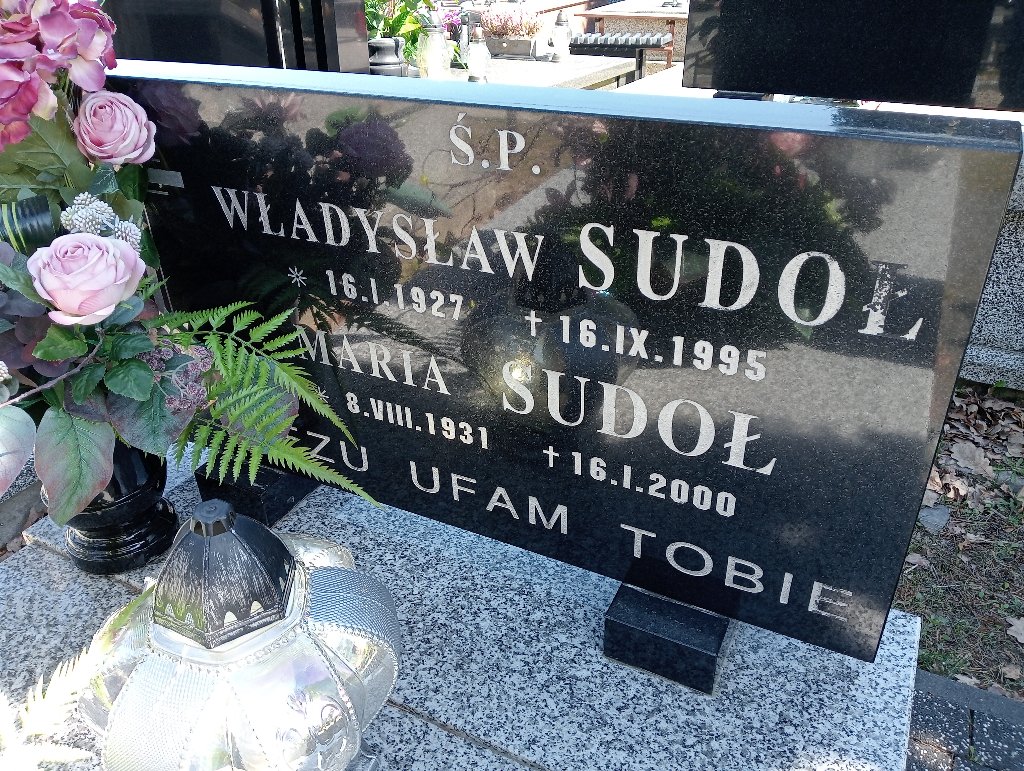 Ś.P.
WŁADYSŁAW SUDOŁ
* 16.I.1927 † 16.IX.1995
MARIA SUDOŁ
* 8.VIII.1931 † 16.I.2000
UFAM TOBIE